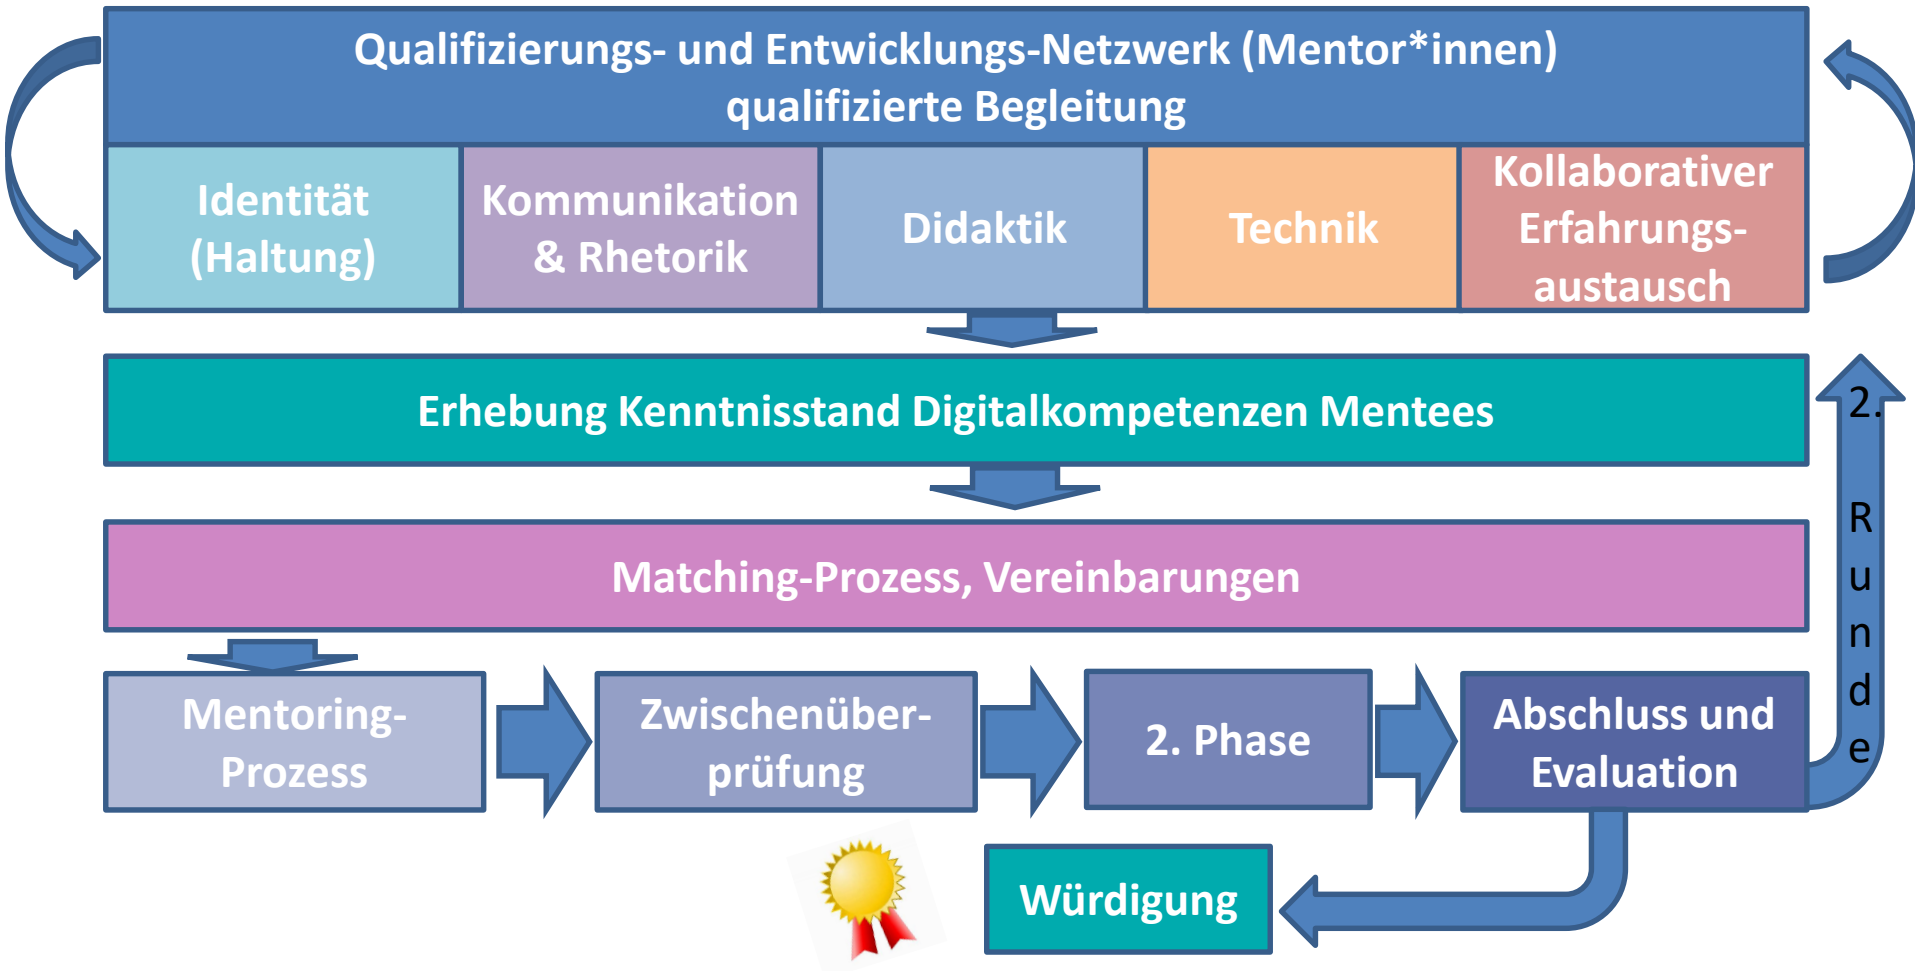 Qualifizierungs- und Entwicklungs-Netzwerk (Mentor*innen)
qualifizierte Begleitung
Identität
(Haltung)
Kommunikation
& Rhetorik
Didaktik
Technik
Kollaborativer
Erfahrungs-
austausch
Erhebung Kenntnisstand Digitalkompetenzen Mentees
Matching-Prozess, Vereinbarungen
Mentoring-
Prozess
Zwischenüber-
prüfung
2. Phase
Abschluss und
Evaluation
2.
R
u
n
d
e
Würdigung